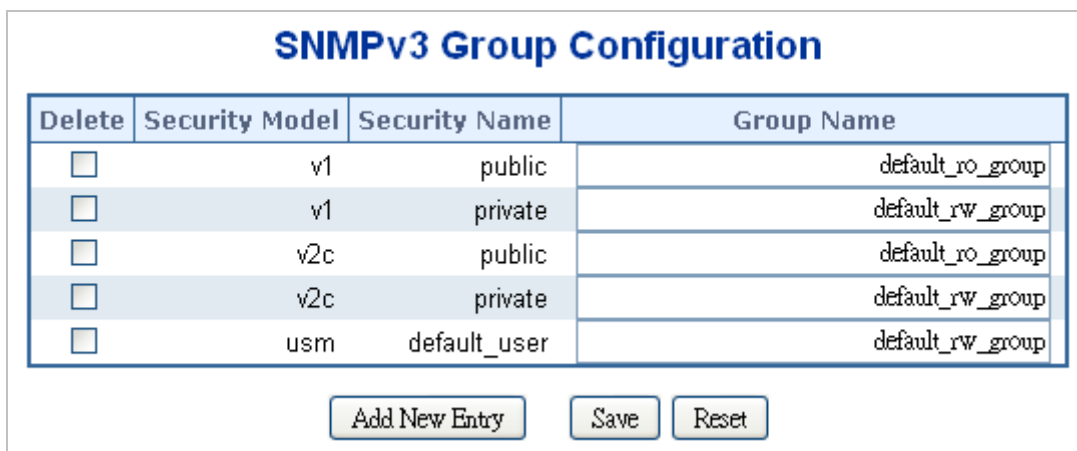 SNMPv3 Group Configuration
Delete Security Model Security Name Group Name
v1 public default_ro_group
v1 private default_rw_group
v2c public default_ro_group
v2c private default_rw_group
usm default_user default_rw_group
Add New Entry Save Reset